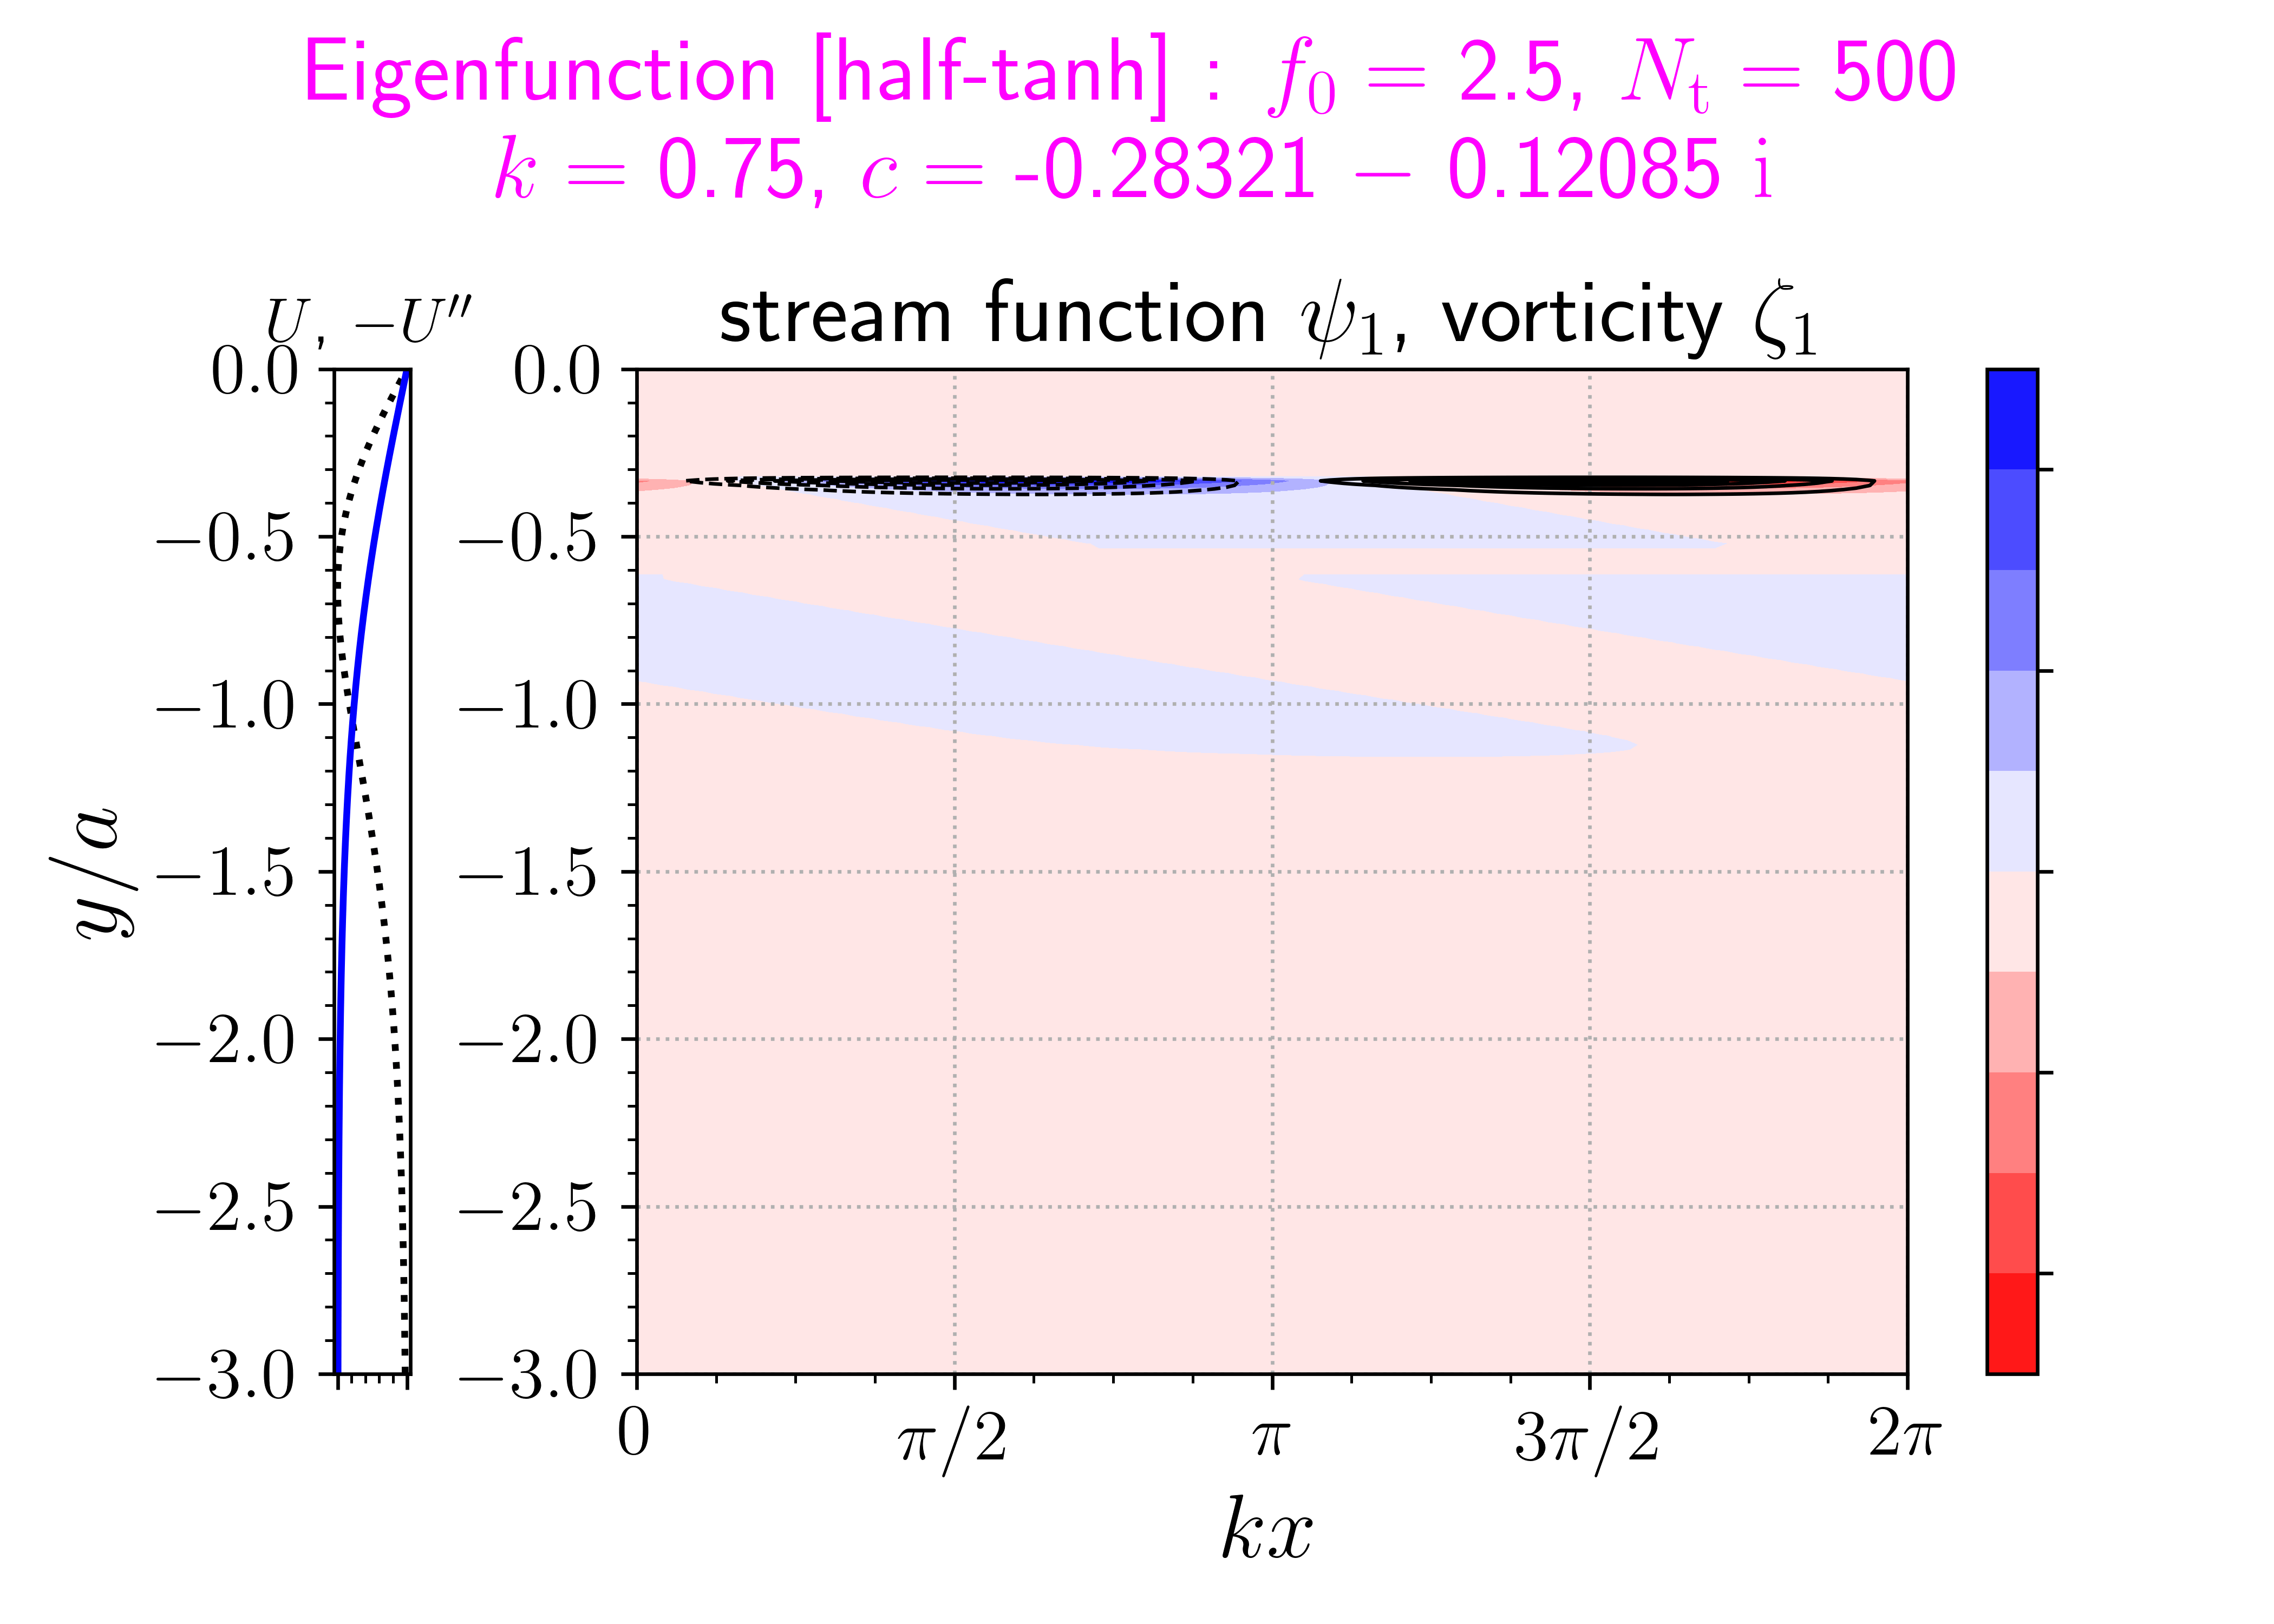 Eigenfunction [half-tanh] : f₀ = 2.5, Nₜ = 500
k = 0.75, c = -0.28321 − 0.12085 i
U, −U″
stream function ψ₁, vorticity ζ₁
y/a
0.0
−0.5
−1.0
−1.5
−2.0
−2.5
−3.0
0.0
−0.5
−1.0
−1.5
−2.0
−2.5
−3.0
0 π/2 π 3π/2 2π
kx